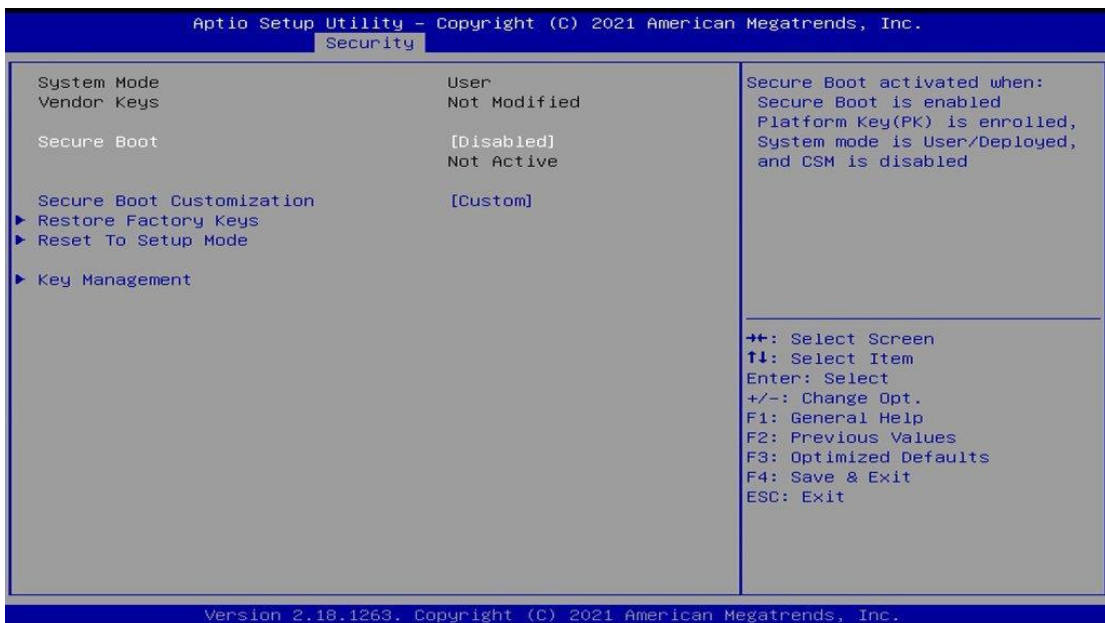 Aptio Setup Utility – Copyright (C) 2021 American Megatrends, Inc.
Security
System Mode User
Vendor Keys Not Modified
Secure Boot [Disabled]
Not Active
Secure Boot Customization [Custom]
► Restore Factory Keys
► Reset To Setup Mode
► Key Management
Secure Boot activated when:
Secure Boot is enabled
Platform Key(PK) is enrolled,
System mode is User/Deployed,
and CSM is disabled
→←: Select Screen
↑↓: Select Item
Enter: Select
+/-: Change Opt.
F1: General Help
F2: Previous Values
F3: Optimized Defaults
F4: Save & Exit
ESC: Exit
Version 2.18.1263. Copyright (C) 2021 American Megatrends, Inc.